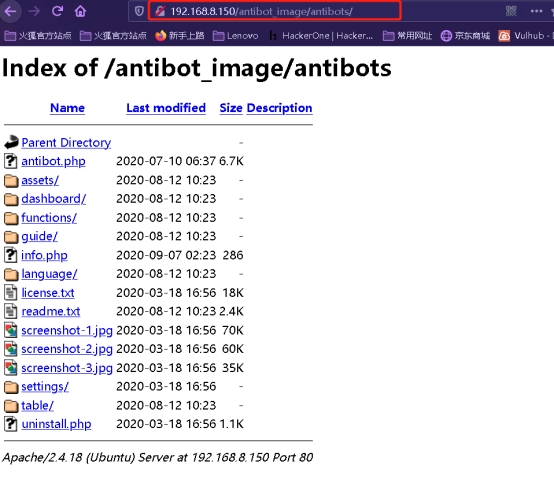 192.168.8.150/antibot_image/antibots/
火狐官方站点 火狐官方站点 新手上路 Lenovo HackerOne | Hacker... 常用网址 京东商城 Vulhub - D
Index of /antibot_image/antibots
Name Last modified Size Description
Parent Directory -
antibot.php 2020-07-10 06:37 6.7K
assets/ 2020-08-12 10:23 -
dashboard/ 2020-08-12 10:23 -
functions/ 2020-08-12 10:23 -
guide/ 2020-08-12 10:23 -
info.php 2020-09-07 02:23 286
language/ 2020-08-12 10:23 -
license.txt 2020-03-18 16:56 18K
readme.txt 2020-08-12 10:23 2.4K
screenshot-1.jpg 2020-03-18 16:56 70K
screenshot-2.jpg 2020-03-18 16:56 60K
screenshot-3.jpg 2020-03-18 16:56 35K
settings/ 2020-03-18 16:56 -
table/ 2020-08-12 10:23 -
uninstall.php 2020-03-18 16:56 1.1K
Apache/2.4.18 (Ubuntu) Server at 192.168.8.150 Port 80